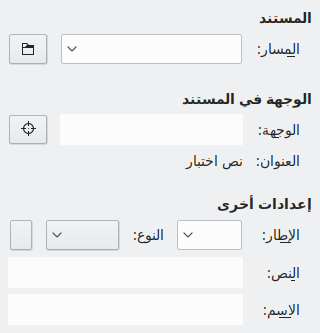 المستند
المسار:
الوجهة في المستند
الوجهة:
العنوان: نص اختبار
إعدادات أخرى
الإطار: النوع:
النص:
الاسم: